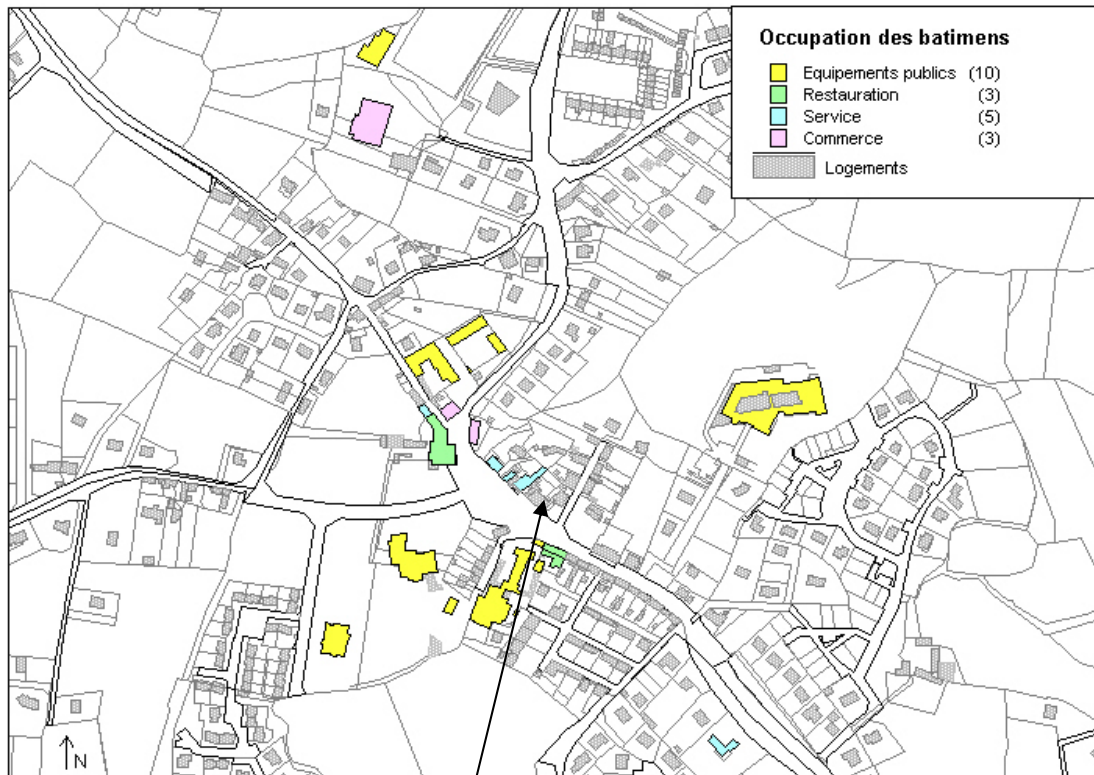 Occupation des batimens
Equipements publics (10)
Restauration (3)
Service (5)
Commerce (3)
Logements
N